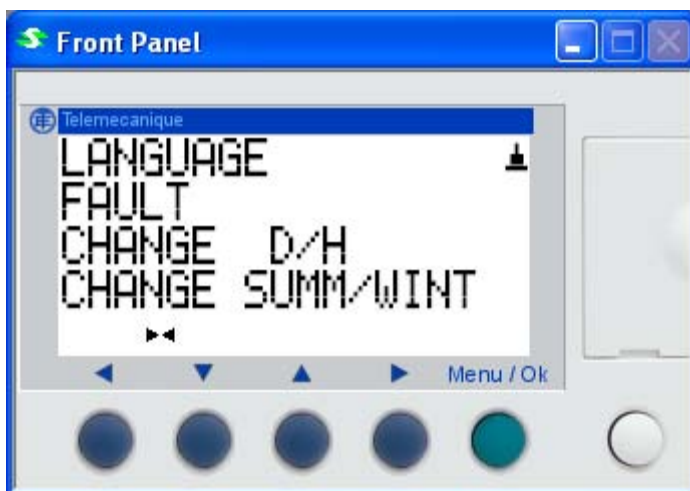 Front Panel
Telemecanique
LANGUAGE
FAULT
CHANGE D/H
CHANGE SUMM/WINT
Menu / Ok